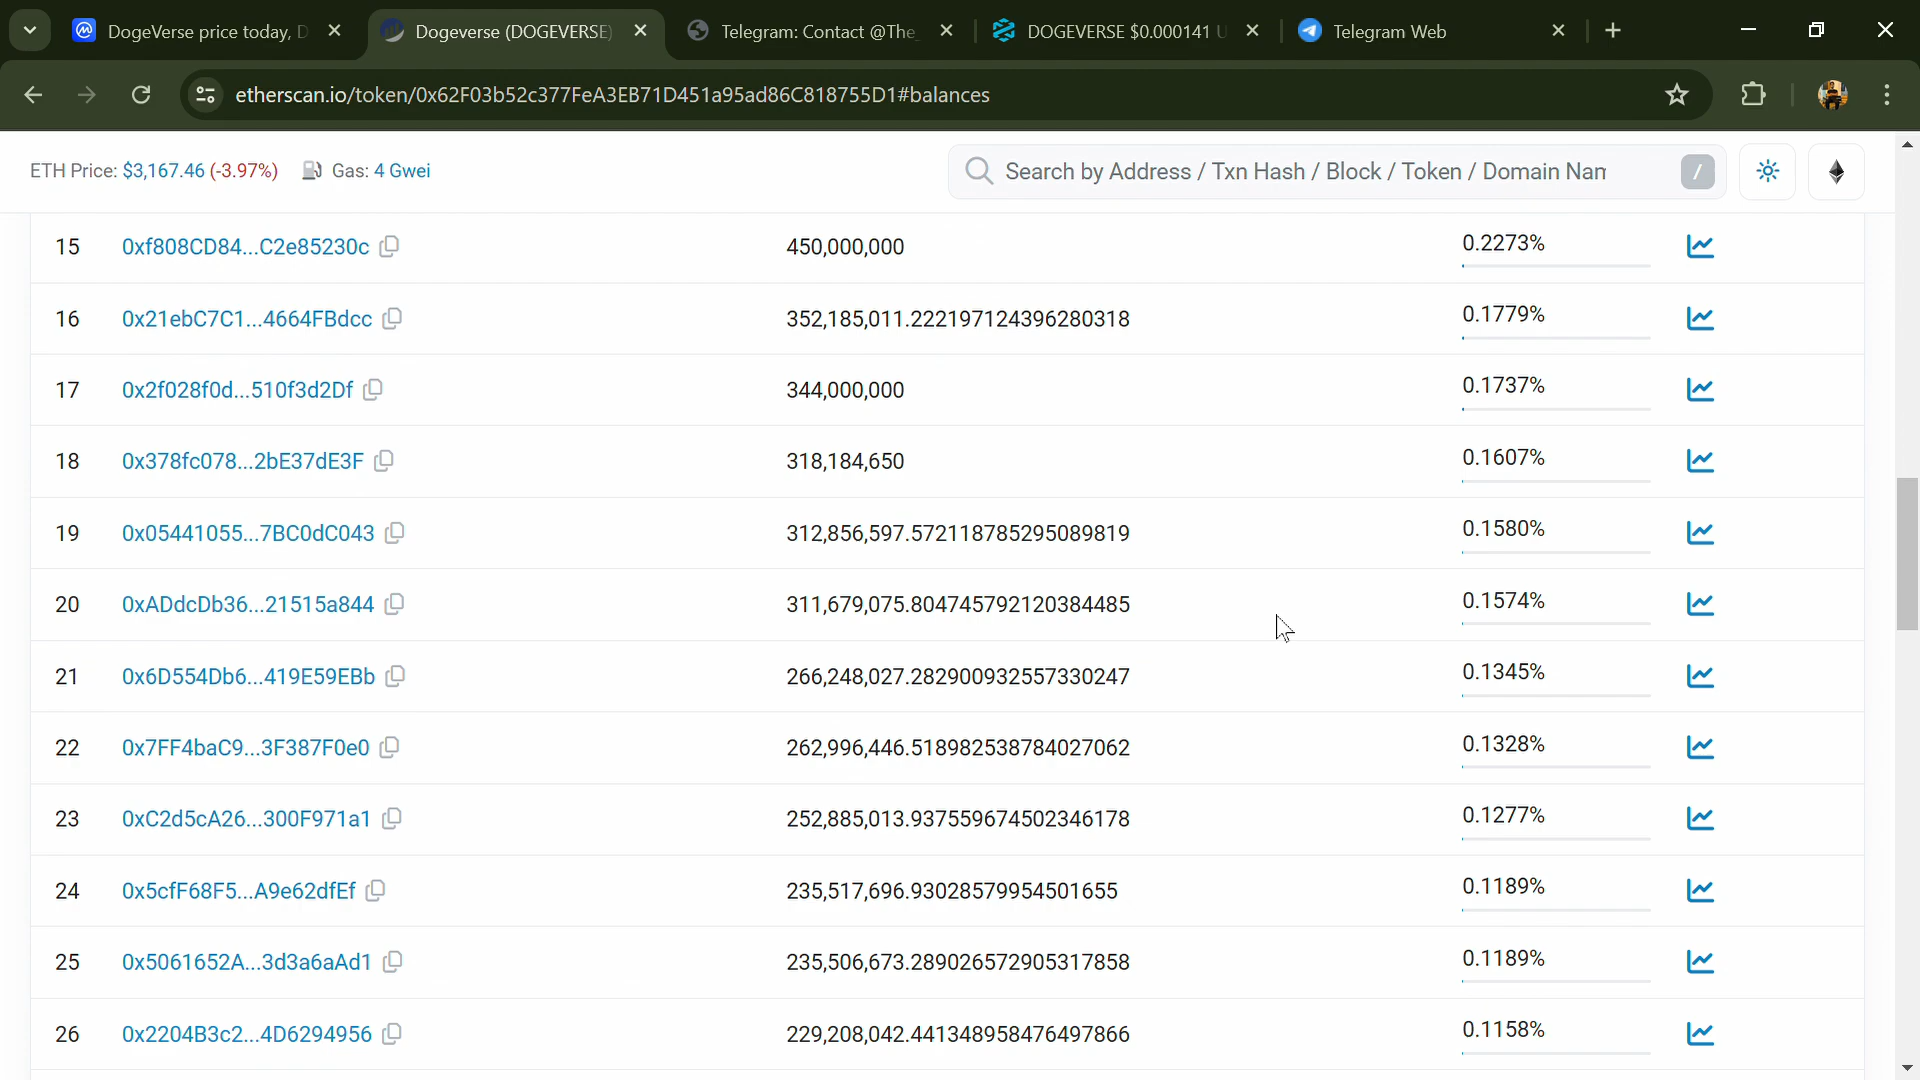 DogeVerse price today, D
Dogeverse (DOGEVERSE)
Telegram: Contact @The_
DOGEVERSE $0.000141 U
Telegram Web
etherscan.io/token/0x62F03b52c377FeA3EB71D451a95ad86C818755D1#balances
ETH Price: $3,167.46 (-3.97%) Gas: 4 Gwei
Search by Address / Txn Hash / Block / Token / Domain Nam
/
15 0xf808CD84...C2e85230c 450,000,000 0.2273%
16 0x21ebC7C1...4664FBdcc 352,185,011.222197124396280318 0.1779%
17 0x2f028f0d...510f3d2Df 344,000,000 0.1737%
18 0x378fc078...2bE37dE3F 318,184,650 0.1607%
19 0x05441055...7BC0dC043 312,856,597.572118785295089819 0.1580%
20 0xADdcDb36...21515a844 311,679,075.804745792120384485 0.1574%
21 0x6D554Db6...419E59EBb 266,248,027.282900932557330247 0.1345%
22 0x7FF4baC9...3F387F0e0 262,996,446.518982538784027062 0.1328%
23 0xC2d5cA26...300F971a1 252,885,013.937559674502346178 0.1277%
24 0x5cfF68F5...A9e62dfEf 235,517,696.93028579954501655 0.1189%
25 0x5061652A...3d3a6aAd1 235,506,673.289026572905317858 0.1189%
26 0x2204B3c2...4D6294956 229,208,042.441348958476497866 0.1158%